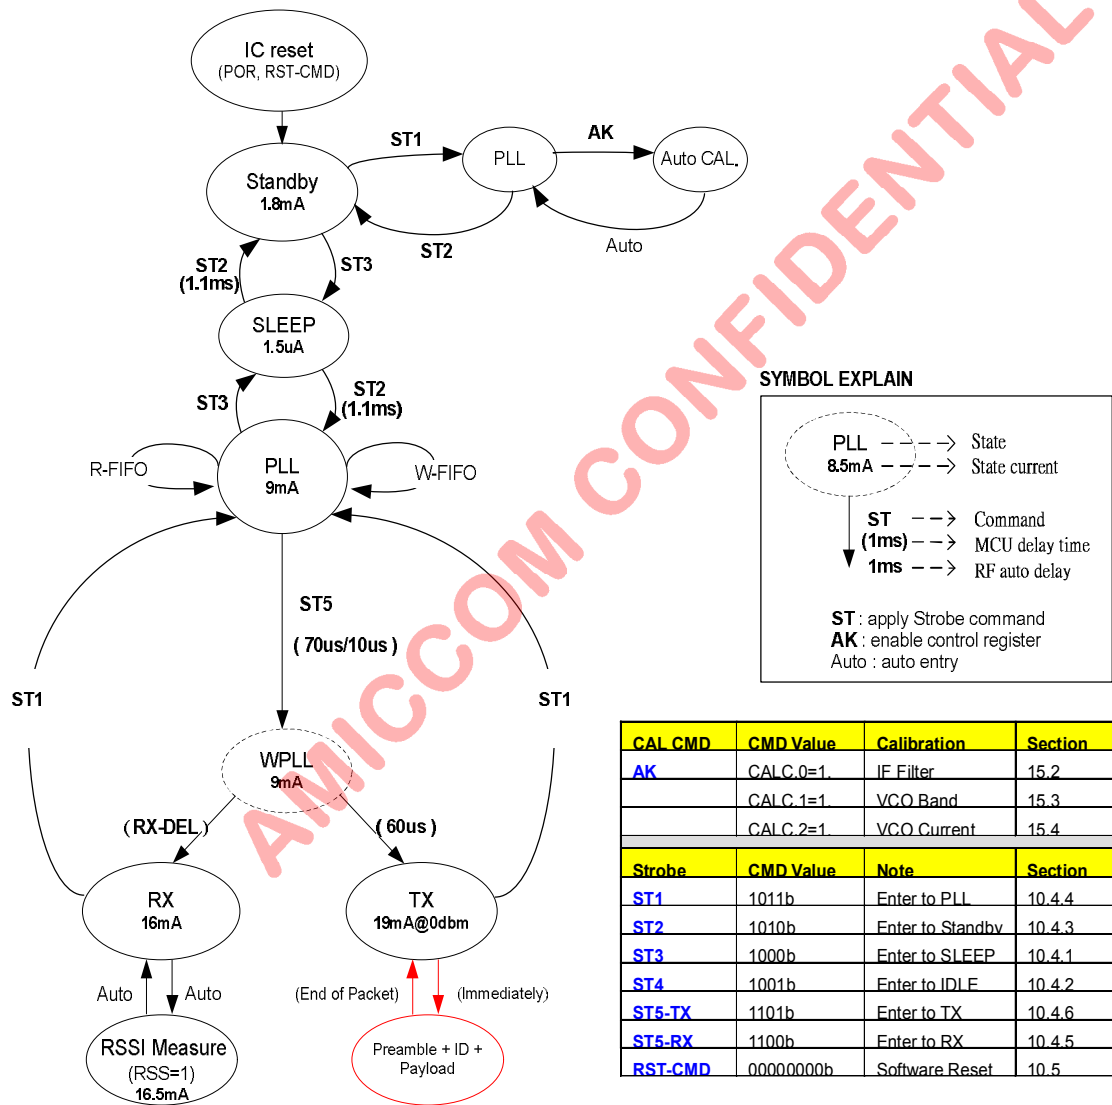 IC reset
(POR, RST-CMD)
ST1
AK
PLL
Auto CAL.
Standby
1.8mA
Auto
ST2
ST2
(1.1ms)
ST3
SLEEP
1.5uA
ST3
ST2
(1.1ms)
R-FIFO
PLL
9mA
W-FIFO
ST5
( 70us/10us )
ST1
ST1
WPLL
9mA
( RX-DEL )
( 60us )
RX
16mA
TX
19mA@0dbm
Auto
Auto
(End of Packet)
(Immediately)
RSSI Measure
(RSS=1)
16.5mA
Preamble + ID +
Payload
SYMBOL EXPLAIN
PLL State
8.5mA State current
ST Command
(1ms) MCU delay time
1ms RF auto delay
ST : apply Strobe command
AK : enable control register
Auto : auto entry
CAL CMD CMD Value Calibration Section
AK CALC.0=1. IF Filter 15.2
CALC.1=1. VCO Band 15.3
CALC.2=1. VCO Current 15.4
Strobe CMD Value Note Section
ST1 1011b Enter to PLL 10.4.4
ST2 1010b Enter to Standby 10.4.3
ST3 1000b Enter to SLEEP 10.4.1
ST4 1001b Enter to IDLE 10.4.2
ST5-TX 1101b Enter to TX 10.4.6
ST5-RX 1100b Enter to RX 10.4.5
RST-CMD 00000000b Software Reset 10.5
AMICCOM CONFIDENTIAL